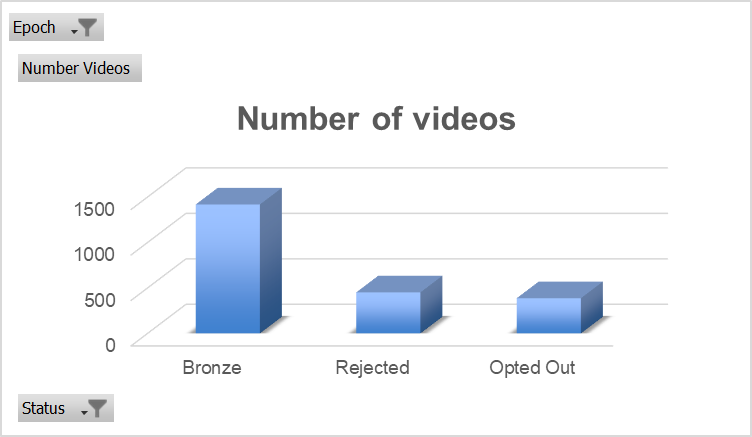 Epoch
Number Videos
Number of videos
1500
1000
500
0
Bronze Rejected Opted Out
Status